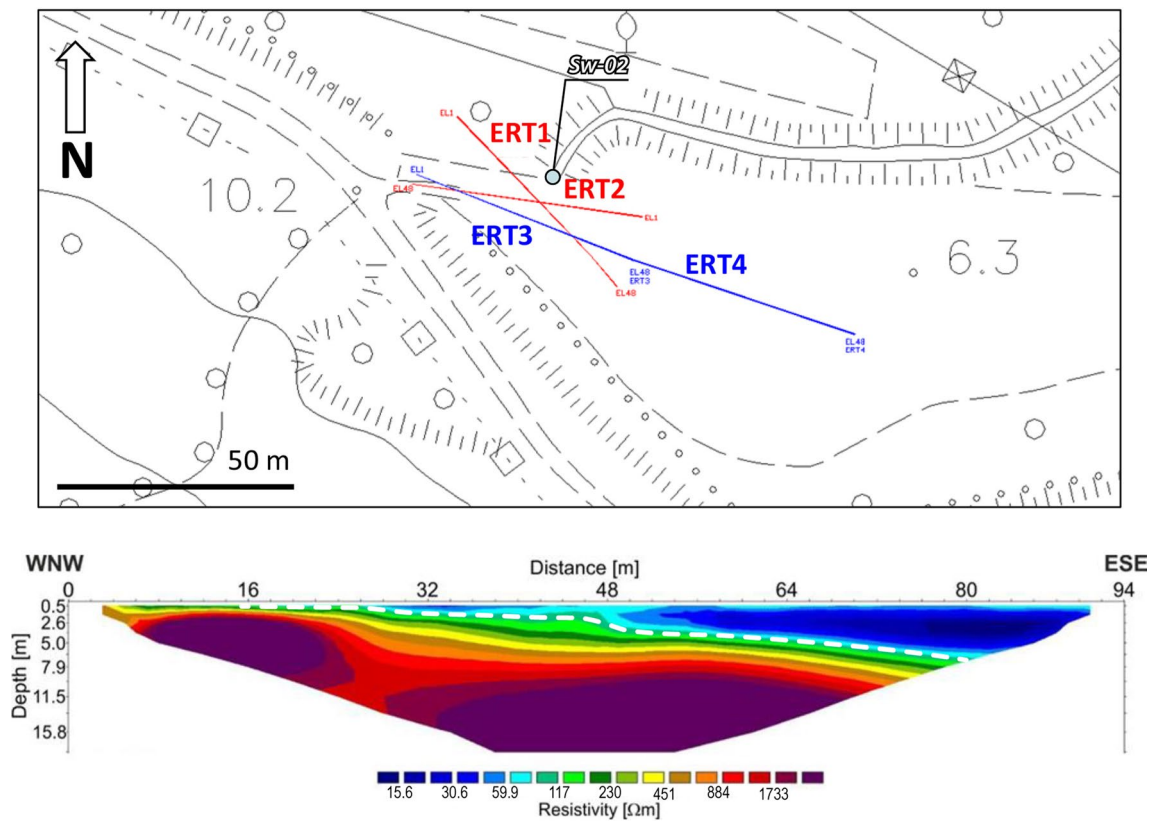 Sw-02
EL1
ERT1
N
EL1
ERT2
10.2
EL48
EL1
ERT3
ERT4
6.3
EL48
ERT3
EL48
EL48
ERT4
50 m
WNW
Distance [m]
ESE
0 16 32 48 64 80 94
0.5
2.6
5.0
7.9
11.5
15.8
Depth [m]
15.6 30.6 59.9 117 230 451 884 1733
Resistivity [Ωm]